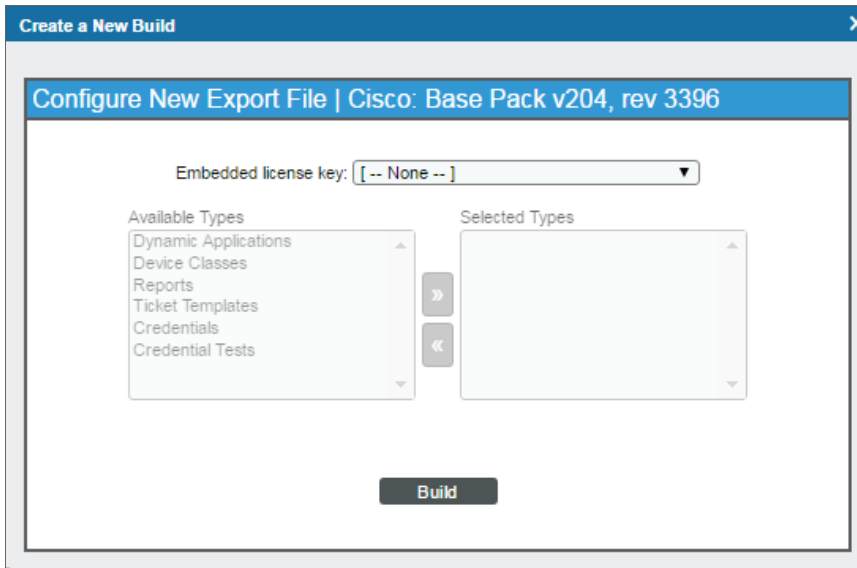 Create a New Build
Configure New Export File | Cisco: Base Pack v204, rev 3396
Embedded license key: [ -- None -- ]
Available Types
Selected Types
Dynamic Applications
Device Classes
Reports
Ticket Templates
Credentials
Credential Tests
»
«
Build